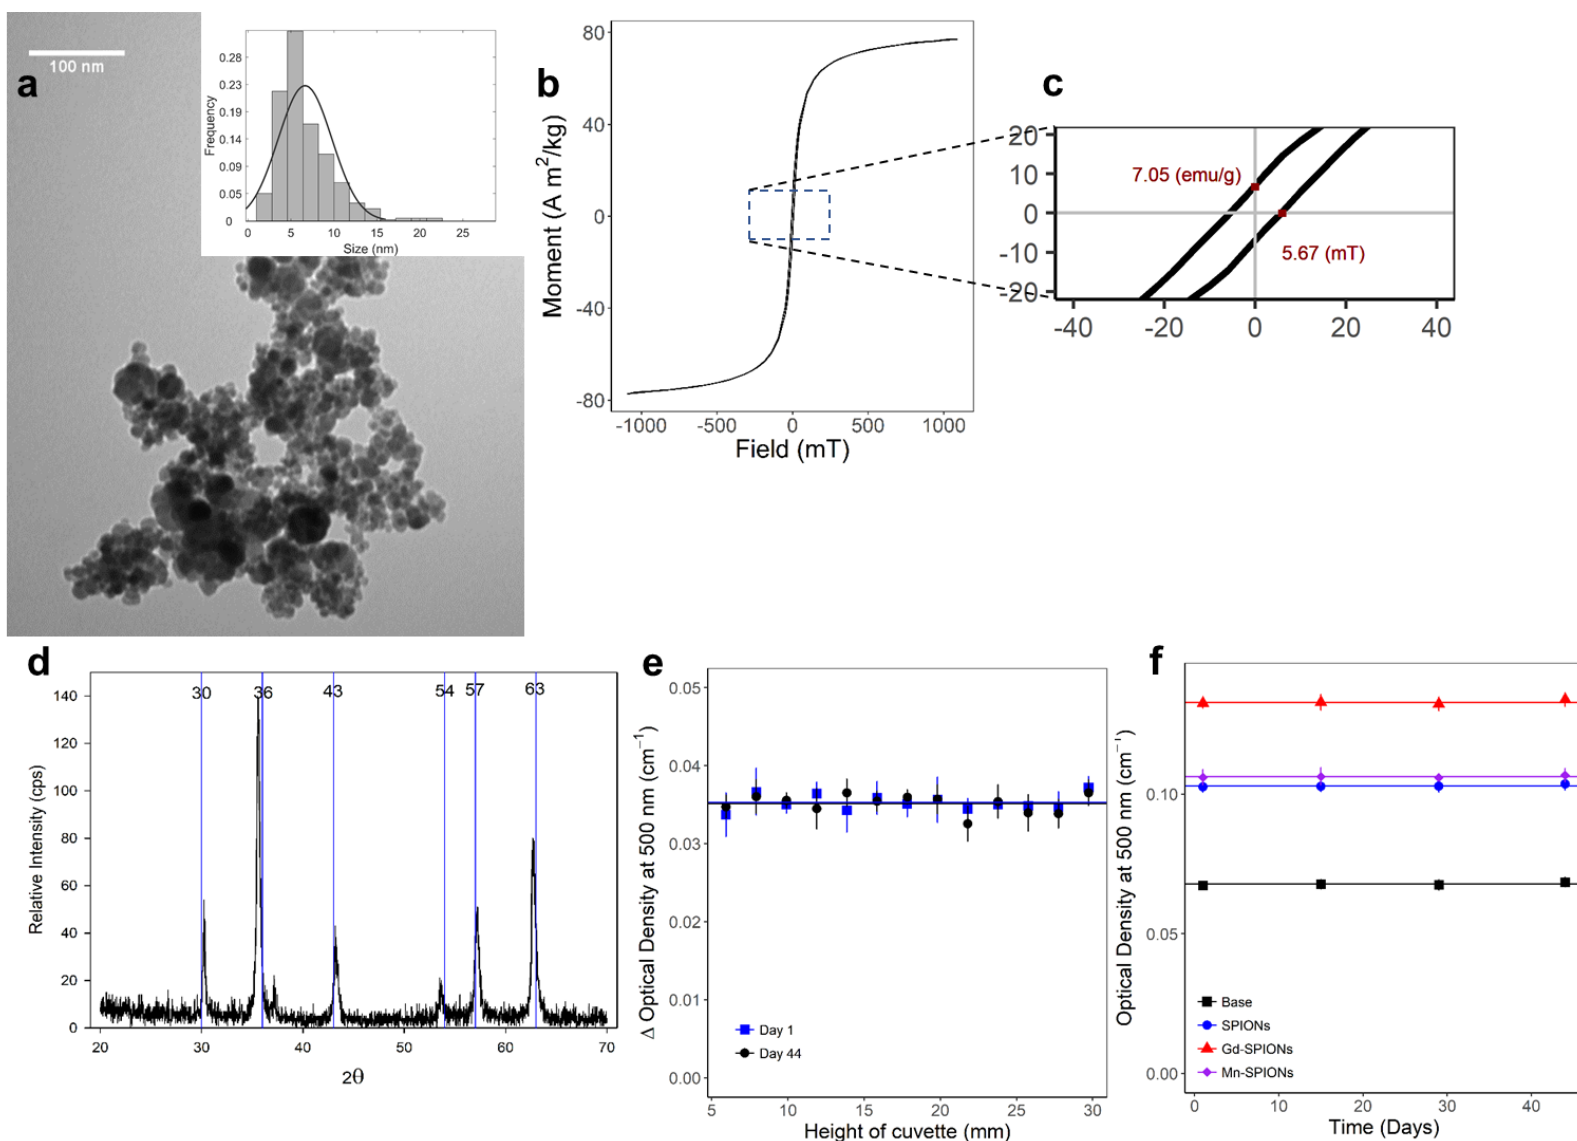 a
100 nm
0.28
0.23
0.19
0.14
0.09
0.05
0
Frequency
0 5 10 15 20 25
Size (nm)
b
80
40
0
-40
-80
Moment (A m²/kg)
-1000 -500 0 500 1000
Field (mT)
c
20
10
0
-10
-20
7.05 (emu/g)
5.67 (mT)
-40 -20 0 20 40
d
30 36 43 54 57 63
140
120
100
80
60
40
20
0
Relative Intensity (cps)
20 30 40 50 60 70
2θ
e
0.05
0.04
0.03
0.02
0.01
0.00
Δ Optical Density at 500 nm (cm⁻¹)
Day 1
Day 44
5 10 15 20 25 30
Height of cuvette (mm)
f
0.10
0.05
0.00
Optical Density at 500 nm (cm⁻¹)
Base
SPIONs
Gd-SPIONs
Mn-SPIONs
0 10 20 30 40
Time (Days)